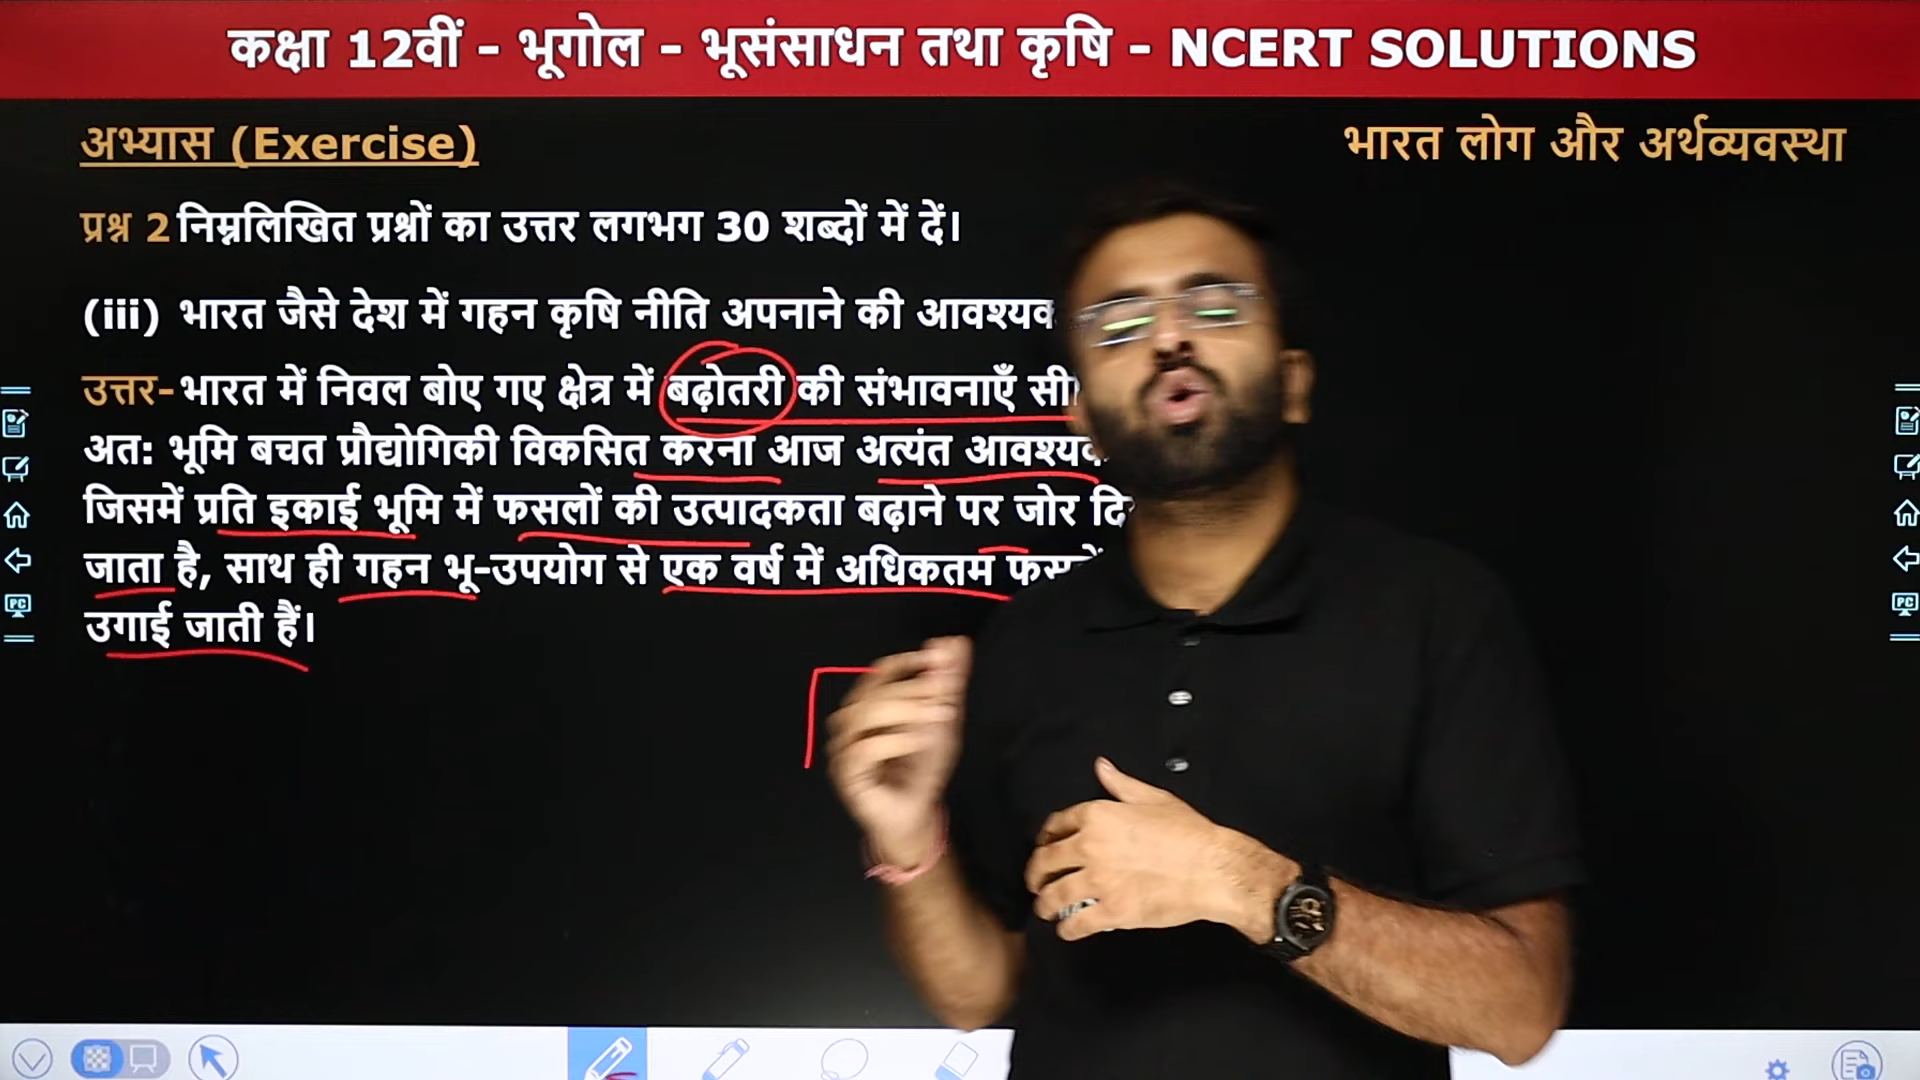 कक्षा 12वीं - भूगोल - भूसंसाधन तथा कृषि - NCERT SOLUTIONS
अभ्यास (Exercise)
भारत लोग और अर्थव्यवस्था
प्रश्न 2 निम्नलिखित प्रश्नों का उत्तर लगभग 30 शब्दों में दें।
(iii) भारत जैसे देश में गहन कृषि नीति अपनाने की
उत्तर- भारत में निवल बोए गए क्षेत्र में बढ़ोतरी की संभावनाएँ
अत: भूमि बचत प्रौद्योगिकी विकसित करना आज अत्यंत
जिसमें प्रति इकाई भूमि में फसलों की उत्पादकता बढ़ाने पर जोर
जाता है, साथ ही गहन भू-उपयोग से एक वर्ष में अधिकतम
उगाई जाती हैं।
PC
PC